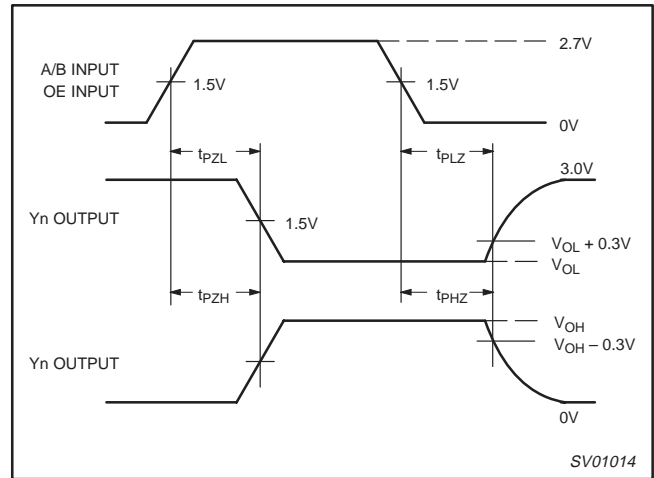 2.7V
A/B INPUT
OE INPUT
1.5V
1.5V
0V
tPZL
tPLZ
3.0V
Yn OUTPUT
1.5V
VOL + 0.3V
VOL
tPZH
tPHZ
VOH
VOH – 0.3V
Yn OUTPUT
0V
SV01014